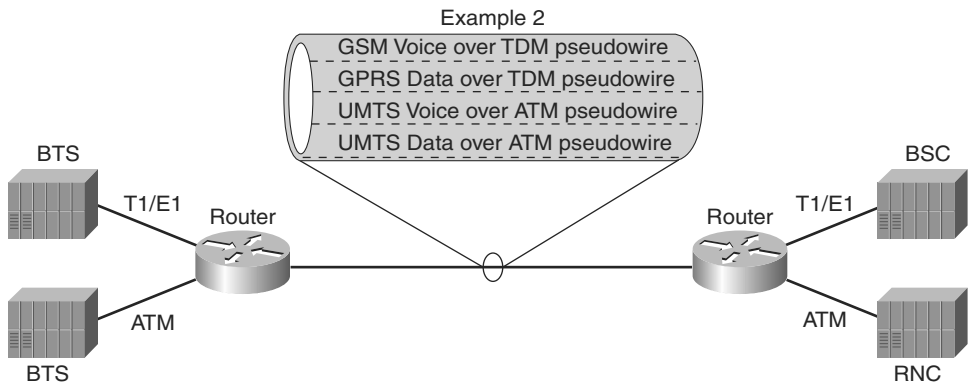 Example 2
GSM Voice over TDM pseudowire
GPRS Data over TDM pseudowire
UMTS Voice over ATM pseudowire
UMTS Data over ATM pseudowire
BTS
BSC
T1/E1
T1/E1
Router
Router
ATM
ATM
BTS
RNC